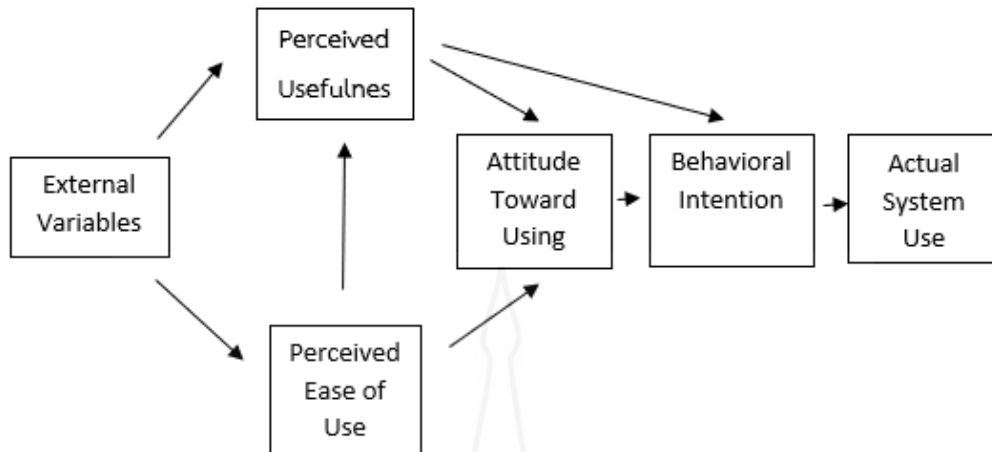 Perceived
Usefulnes
External
Variables
Attitude
Toward
Using
Behavioral
Intention
Actual
System
Use
Perceived
Ease of
Use